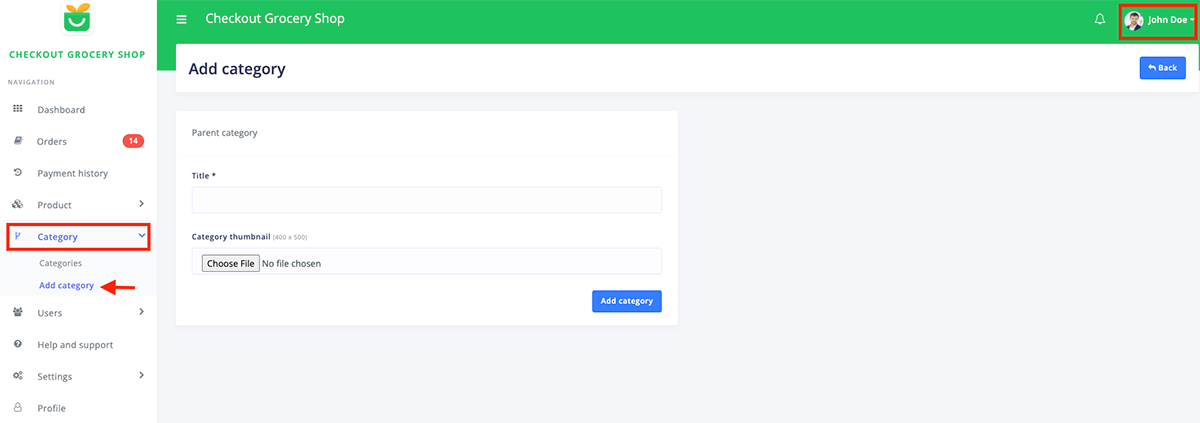 Checkout Grocery Shop
John Doe
CHECKOUT GROCERY SHOP
NAVIGATION
Dashboard
Orders 14
Payment history
Product
Category
Categories
Add category
Users
Help and support
Settings
Profile
Add category
Back
Parent category
Title *
Category thumbnail (400 x 500)
Choose File No file chosen
Add category